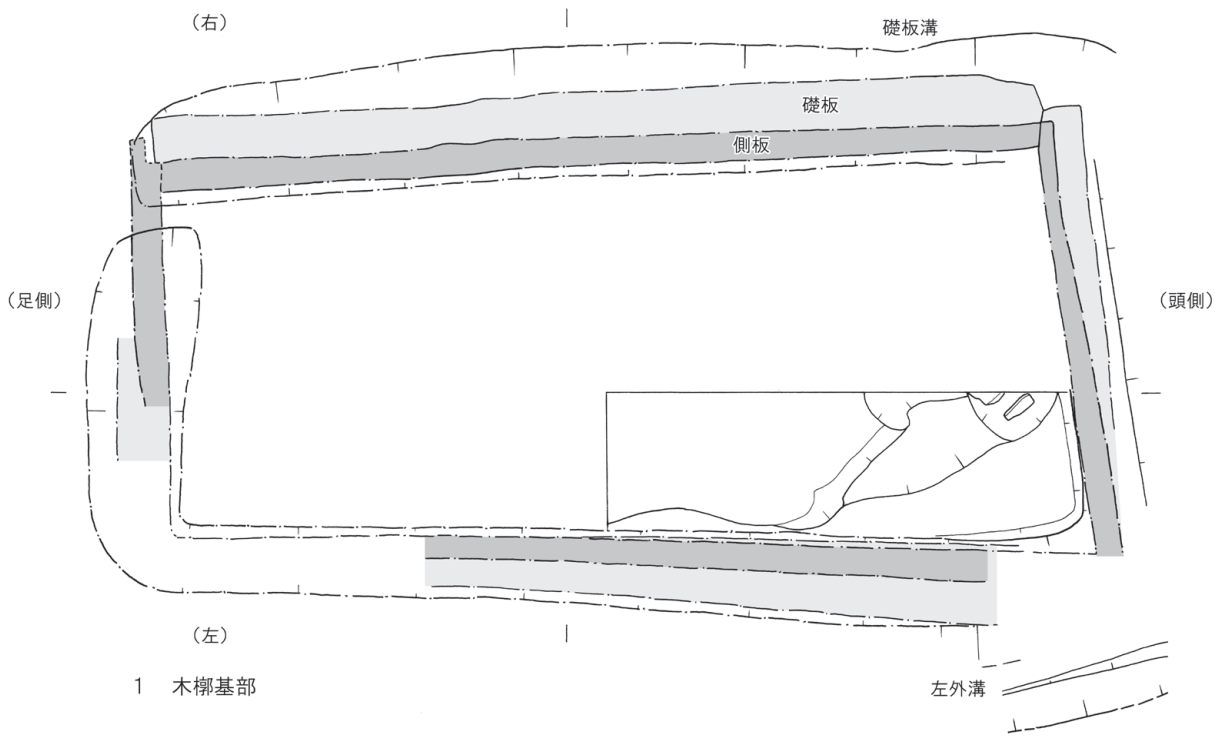 （右）
礎板溝
礎板
側板
（足側）
（頭側）
（左）
左外溝
1 木槨基部